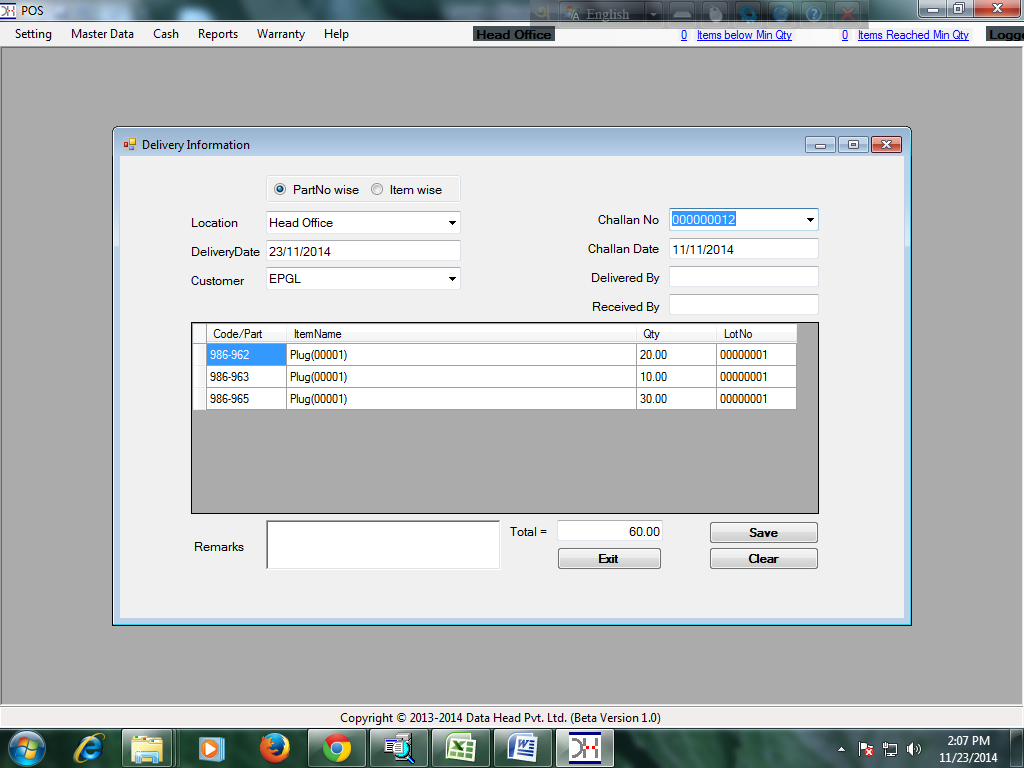 POS
English
Setting Master Data Cash Reports Warranty Help Head Office 0 Items below Min Qty 0 Items Reached Min Qty Logge
Delivery Information
PartNo wise Item wise
Location Head Office Challan No 000000012
DeliveryDate 23/11/2014 Challan Date 11/11/2014
Customer EPGL Delivered By
Received By
Code/Part ItemName Qty LotNo
986-962 Plug(00001) 20.00 00000001
986-963 Plug(00001) 10.00 00000001
986-965 Plug(00001) 30.00 00000001
Remarks Total = 60.00 Save
Exit Clear
Copyright © 2013-2014 Data Head Pvt. Ltd. (Beta Version 1.0)
2:07 PM
11/23/2014